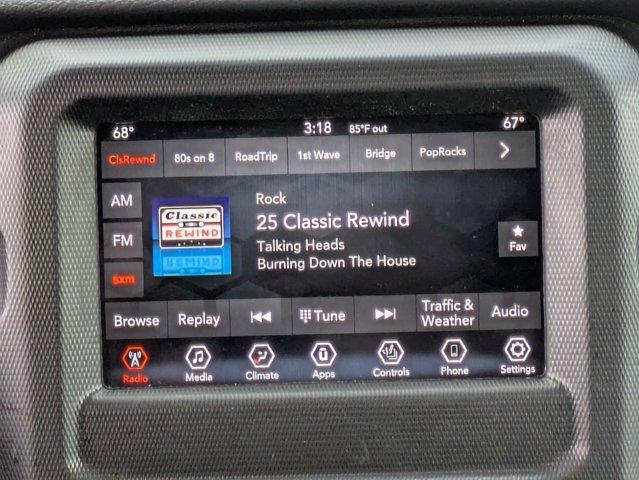 68° 3:18 85°F out 67°
ClsRewnd 80s on 8 RoadTrip 1st Wave Bridge PopRocks
AM
FM
sxm
Classic
REWIND
Rock
25 Classic Rewind
Talking Heads
Burning Down The House
Fav
Browse Replay Tune Traffic &
Weather Audio
Radio Media Climate Apps Controls Phone Settings